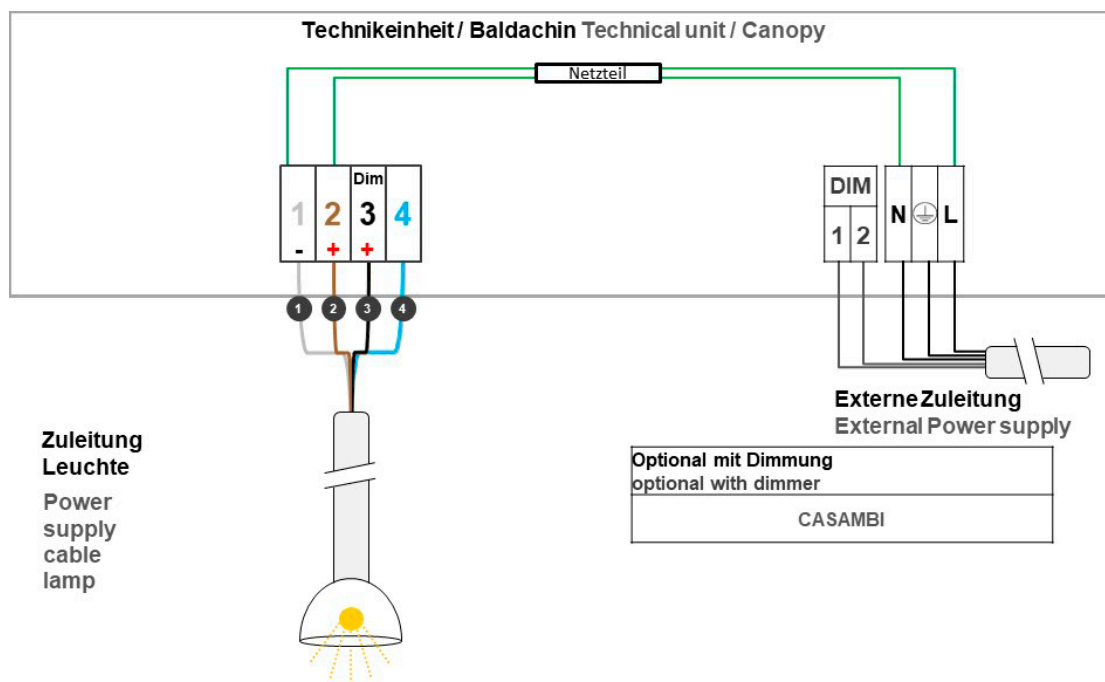 Technikeinheit / Baldachin Technical unit / Canopy
Netzteil
Dim
1 2 3 4
- + +
DIM
1 2
N L
1 2 3 4
Externe Zuleitung
External Power supply
Zuleitung
Leuchte
Power
supply
cable
lamp
Optional mit Dimmung
optional with dimmer
CASAMBI